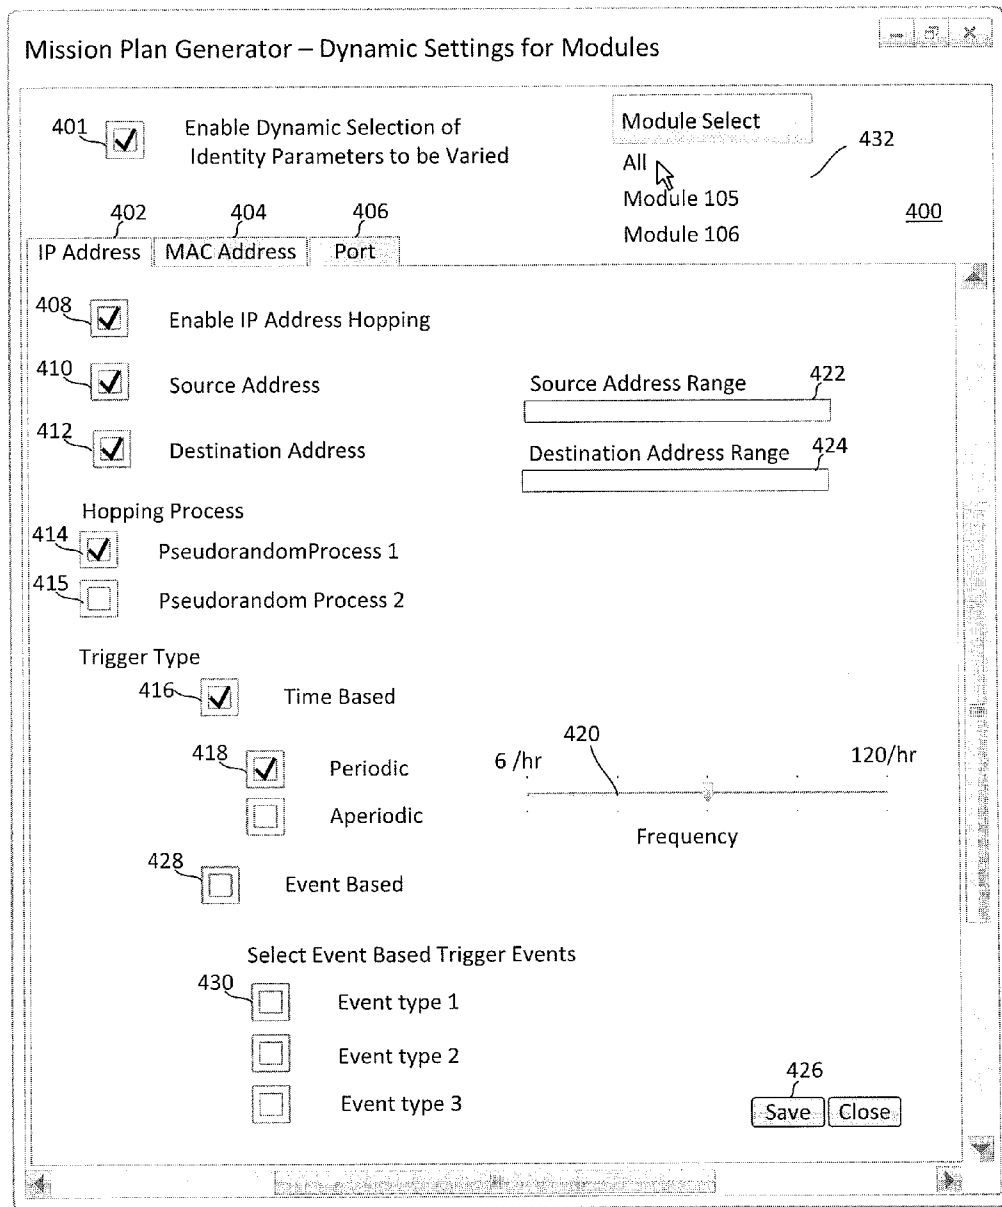 Mission Plan Generator – Dynamic Settings for Modules
401 Enable Dynamic Selection of
Identity Parameters to be Varied
Module Select
All
Module 105
Module 106
432
400
402 404 406
IP Address MAC Address Port
408 Enable IP Address Hopping
410 Source Address
Source Address Range 422
412 Destination Address
Destination Address Range 424
Hopping Process
414 PseudorandomProcess 1
415 Pseudorandom Process 2
Trigger Type
416 Time Based
418 Periodic
Aperiodic
6 /hr 420 120/hr
Frequency
428 Event Based
Select Event Based Trigger Events
430 Event type 1
Event type 2
Event type 3
426
Save Close